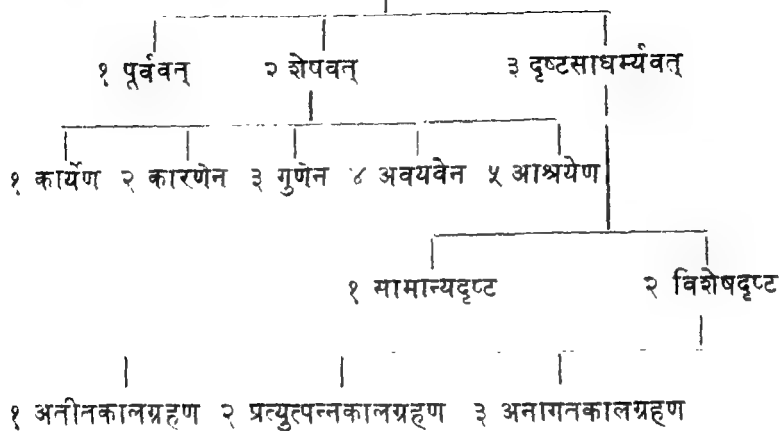 १ पूर्ववन् २ शेषवत् ३ दृष्टसाधर्म्यवत्
१ कार्येण २ कारणेन ३ गुणेन ४ अवयवेन ५ आश्रयेण
१ सामान्यदृष्ट २ विशेषदृष्ट
१ अतीतकालग्रहण २ प्रत्युत्पन्नकालग्रहण ३ अनागतकालग्रहण